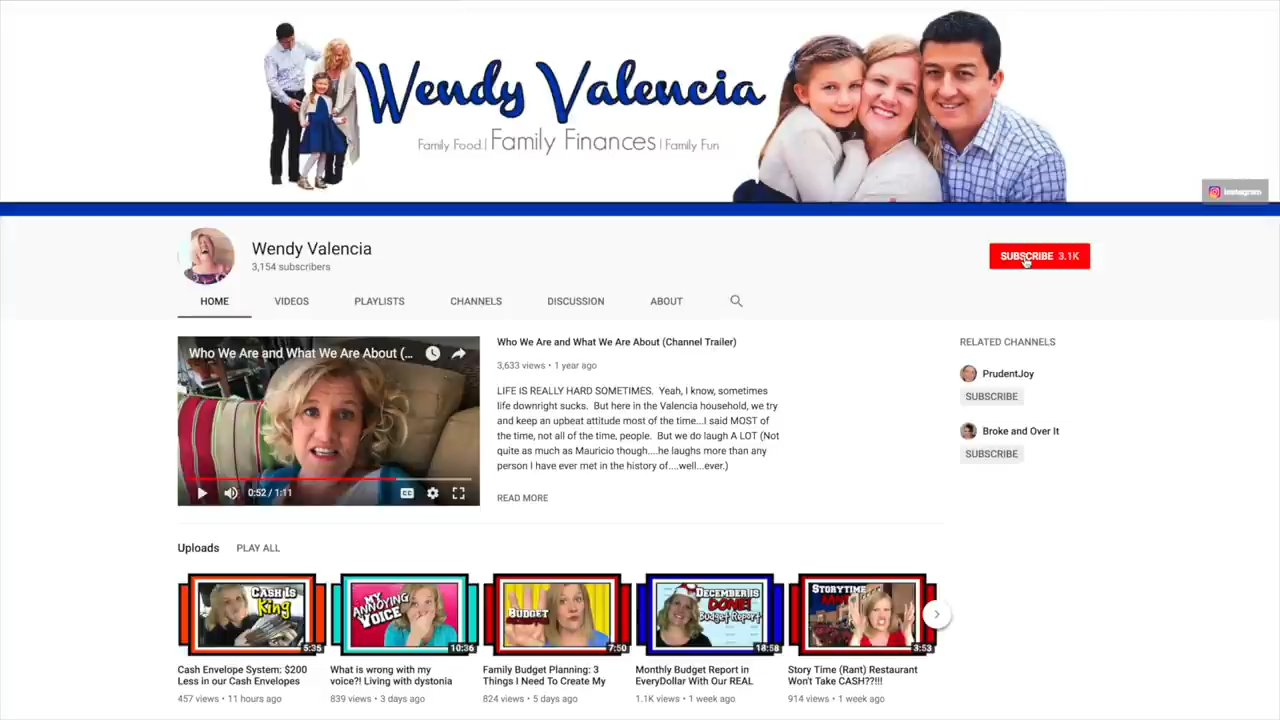 Wendy Valencia
Family Food | Family Finances | Family Fun
Instagram
Wendy Valencia
3,154 subscribers
SUBSCRIBE 3.1K
HOME
VIDEOS
PLAYLISTS
CHANNELS
DISCUSSION
ABOUT
Who We Are and What We Are About (...
0:52 / 1:11
CC
Who We Are and What We Are About (Channel Trailer)
3,633 views • 1 year ago
LIFE IS REALLY HARD SOMETIMES. Yeah, I know, sometimes
life downright sucks. But here in the Valencia household, we try
and keep an upbeat attitude most of the time...I said MOST of
the time, not all of the time, people. But we do laugh A LOT (Not
quite as much as Mauricio though....he laughs more than any
person I have ever met in the history of....well...ever.)
READ MORE
RELATED CHANNELS
PrudentJoy
SUBSCRIBE
Broke and Over It
SUBSCRIBE
Uploads
PLAY ALL
CASH IS
King
5:35
Cash Envelope System: $200
Less in our Cash Envelopes
457 views • 11 hours ago
MY
ANNOYING
VOICE
10:36
What is wrong with my
voice?! Living with dystonia
839 views • 3 days ago
BUDGET
7:50
Family Budget Planning: 3
Things I Need To Create My
824 views • 5 days ago
DECEMBER IS
DONE!
Budget Report
18:58
Monthly Budget Report in
EveryDollar With Our REAL
1.1K views • 1 week ago
STORYTIME
RANT
3:53
Story Time (Rant) Restaurant
Won't Take CASH??!!!
914 views • 1 week ago